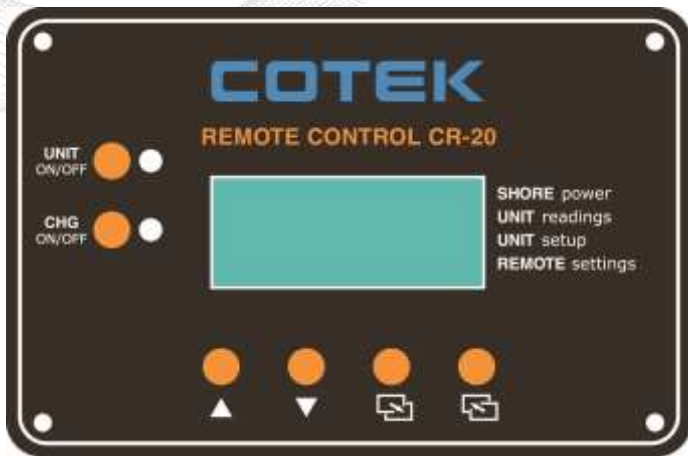 COTEK
REMOTE CONTROL CR-20
UNIT
ON/OFF
CHG
ON/OFF
SHORE power
UNIT readings
UNIT setup
REMOTE settings